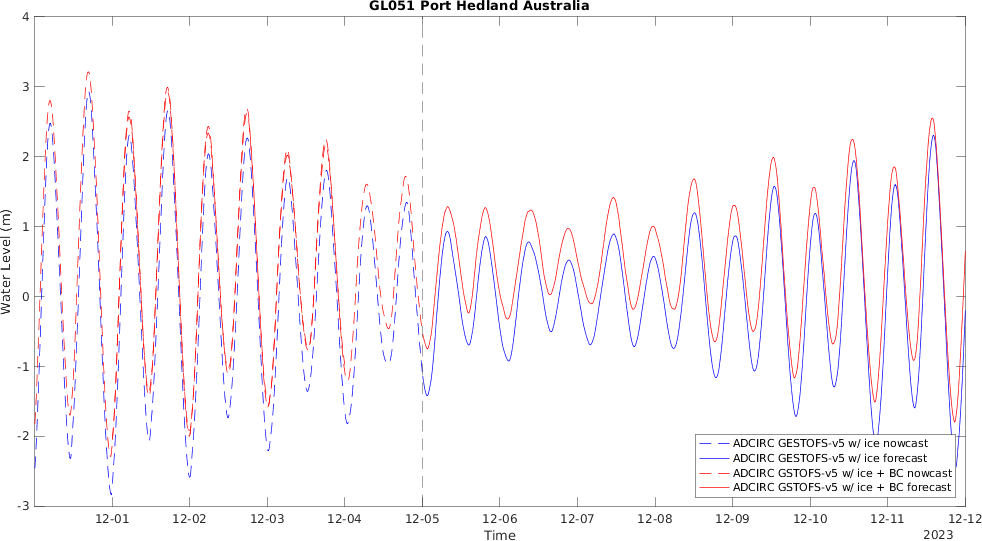 GL051 Port Hedland Australia
4
3
2
1
0
-1
-2
-3
Water Level (m)
12-01 12-02 12-03 12-04 12-05 12-06 12-07 12-08 12-09 12-10 12-11 12-12
Time
2023
ADCIRC GESTOFS-v5 w/ ice nowcast
ADCIRC GESTOFS-v5 w/ ice forecast
ADCIRC GSTOFS-v5 w/ ice + BC nowcast
ADCIRC GSTOFS-v5 w/ ice + BC forecast